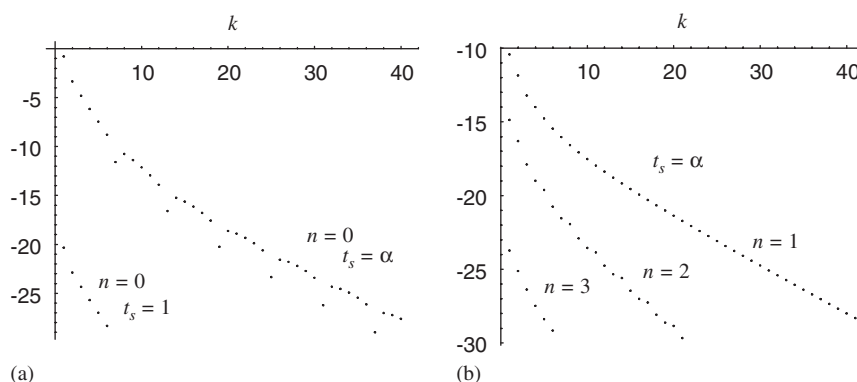 k
10 20 30 40
-5
-10
-15
-20
-25
n = 0
t_s = α
n = 0
t_s = 1
(a)
k
-10
10 20 30 40
-15
-20
-25
-30
t_s = α
n = 1
n = 2
n = 3
(b)